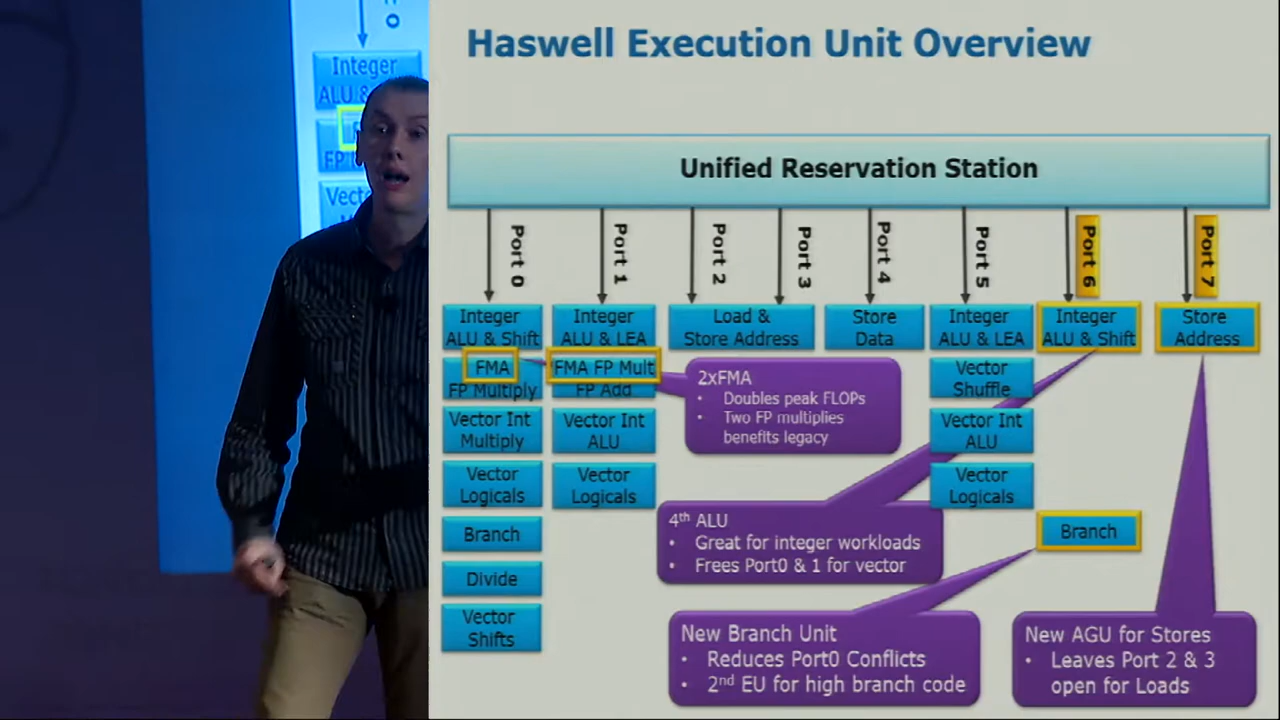 Haswell Execution Unit Overview
Unified Reservation Station
Port 0
Port 1
Port 2
Port 3
Port 4
Port 5
Port 6
Port 7
Integer
ALU & Shift
FMA
FP Multiply
Vector Int
Multiply
Vector
Logicals
Branch
Divide
Vector
Shifts
Integer
ALU & LEA
FMA FP Mult
FP Add
Vector Int
ALU
Vector
Logicals
Load &
Store Address
Store
Data
Integer
ALU & LEA
Vector
Shuffle
Vector Int
ALU
Vector
Logicals
Integer
ALU & Shift
Branch
Store
Address
2xFMA
• Doubles peak FLOPs
• Two FP multiplies
benefits legacy
4th ALU
• Great for integer workloads
• Frees Port0 & 1 for vector
New Branch Unit
• Reduces Port0 Conflicts
• 2nd EU for high branch code
New AGU for Stores
• Leaves Port 2 & 3
open for Loads
Integer
ALU &